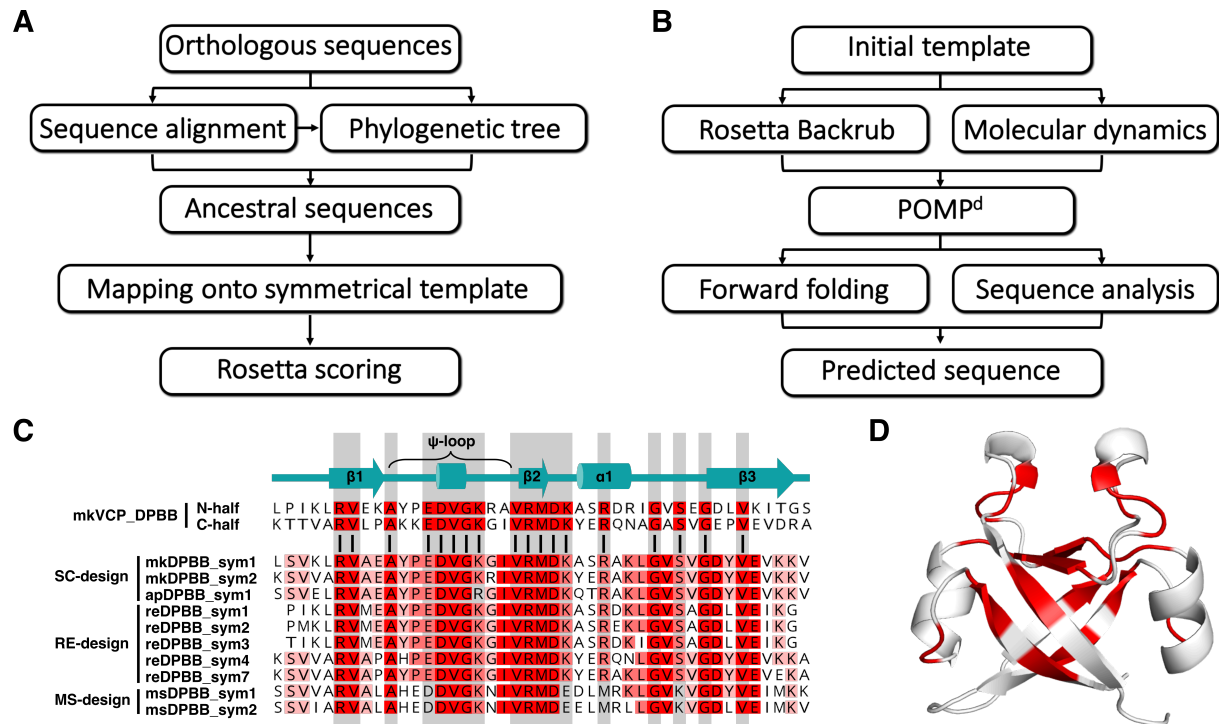 A
Orthologous sequences
Sequence alignment
Phylogenetic tree
Ancestral sequences
Mapping onto symmetrical template
Rosetta scoring
B
Initial template
Rosetta Backrub
Molecular dynamics
POMPᵈ
Forward folding
Sequence analysis
Predicted sequence
C
ψ-loop
β1 β2 α1 β3
mkVCP_DPBB
N-half LPIKLRVEKAYPEDVGKRAVRMDKASRDRIGVSEGDLVKITGS
C-half KTTVARVLPAKKEDVGKGIVRMDKYERQNAGASVGEPVEVDRA
SC-design
mkDPBB_sym1 LSVKLRVAEAYPEDVGKGIVRMDKASRAKLGVSVGDYVEVKKV
mkDPBB_sym2 KSVKLRVAEAYPEDVGKRIVRMDKYERAKLGVSVGDYVEVKKV
apDPBB_sym1 SSVELRVAEAYPEDVGRGIVRMDKQTRAKLGVSVGDYVEVKKV
RE-design
reDPBB_sym1 PIKLRVMEAYPEDVGKGIVRMDKASRDKLGVSAGDLVEIKG
reDPBB_sym2 PMKLRVMEAYPEDVGKGIVRMDKASREKLGVSAGDLVEIKG
reDPBB_sym3 TIKLRVMEAYPEDVGKGIVRMDKASRDKIGVSAGDLVEIKG
reDPBB_sym4 KSVVARVAPAHPEDVGKGIVRMDKYERQNLGVSVGDYVEVKKA
reDPBB_sym7 KSVVARVAPAYPEDVGKGIVRMDKYERAKLGVSVGDYVEVKKA
MS-design
msDPBB_sym1 SSVVARVALAHEDDVGKNIVRMDEDLMRKLGVKVGDYVEIMKK
msDPBB_sym2 SSVVARVALAHEDDVGKNIVRMDEELMRLLGVKVGDYVEIMKK
D